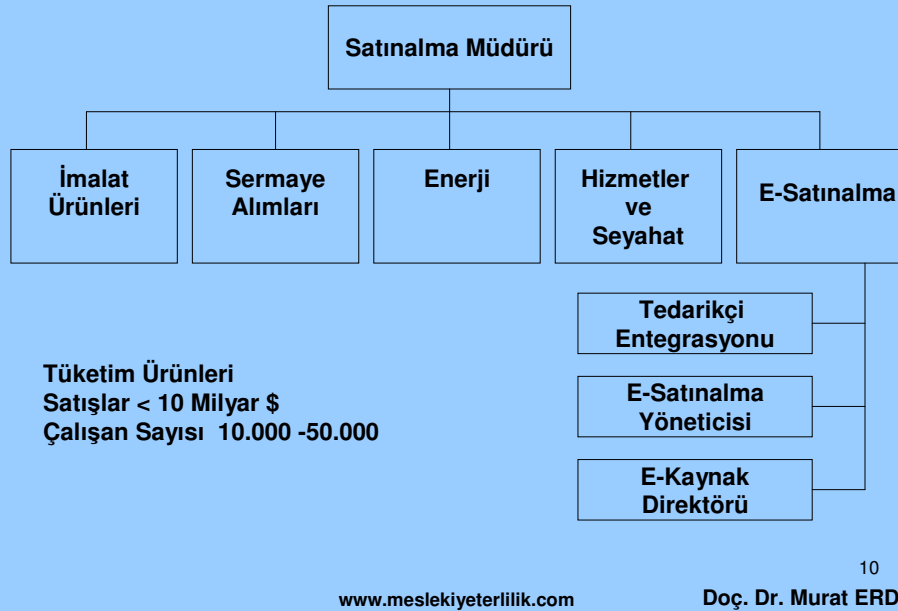 Satınalma Müdürü
İmalat
Ürünleri
Sermaye
Alımları
Enerji
Hizmetler
ve
Seyahat
E-Satınalma
Tedarikçi
Entegrasyonu
E-Satınalma
Yöneticisi
E-Kaynak
Direktörü
Tüketim Ürünleri
Satışlar < 10 Milyar $
Çalışan Sayısı 10.000 -50.000
10
www.meslekiyeterlilik.com
Doç. Dr. Murat ERD